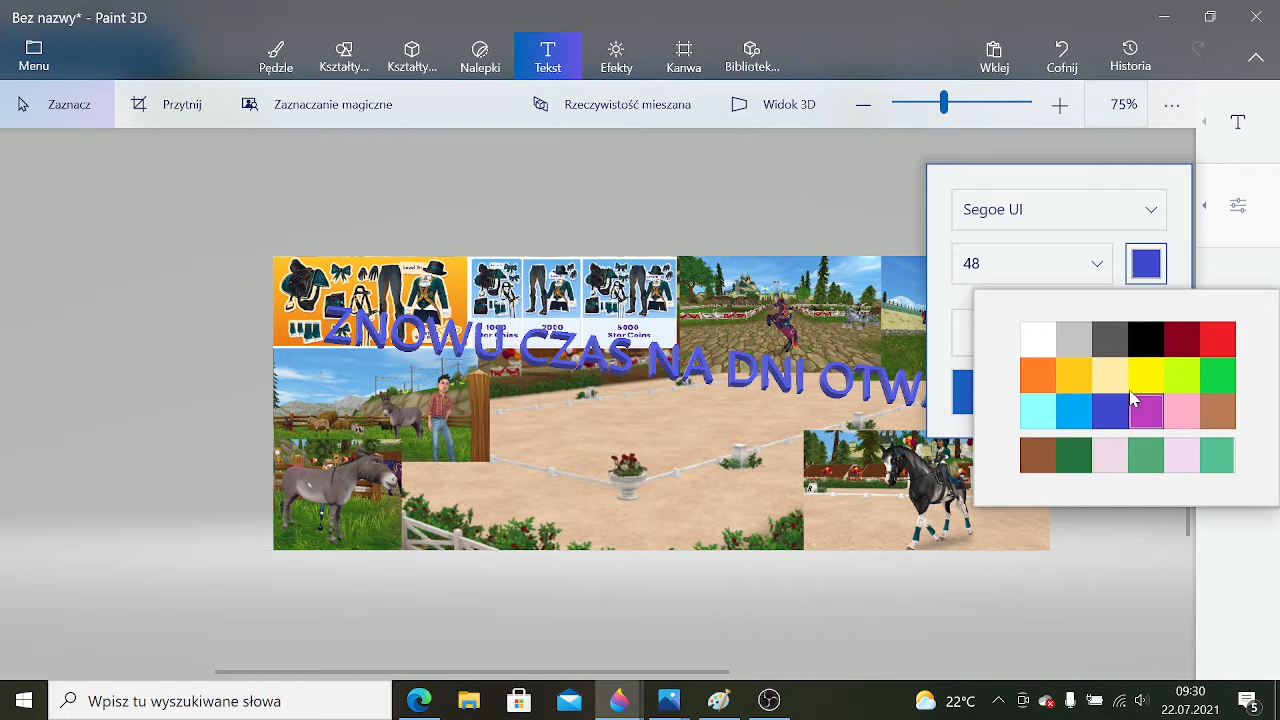 Bez nazwy* - Paint 3D
Menu
Pędzle
Kształty...
Kształty...
Nalepki
Tekst
Efekty
Kanwa
Bibliotek...
Wklej
Cofnij
Historia
Zaznacz
Przytnij
Zaznaczanie magiczne
Rzeczywistość mieszana
Widok 3D
75%
Segoe UI
48
5000
Star Coins
ZNOWU CZAS NA DNI OTW
Wpisz tu wyszukiwane słowa
22°C
09:30
22.07.2021
5